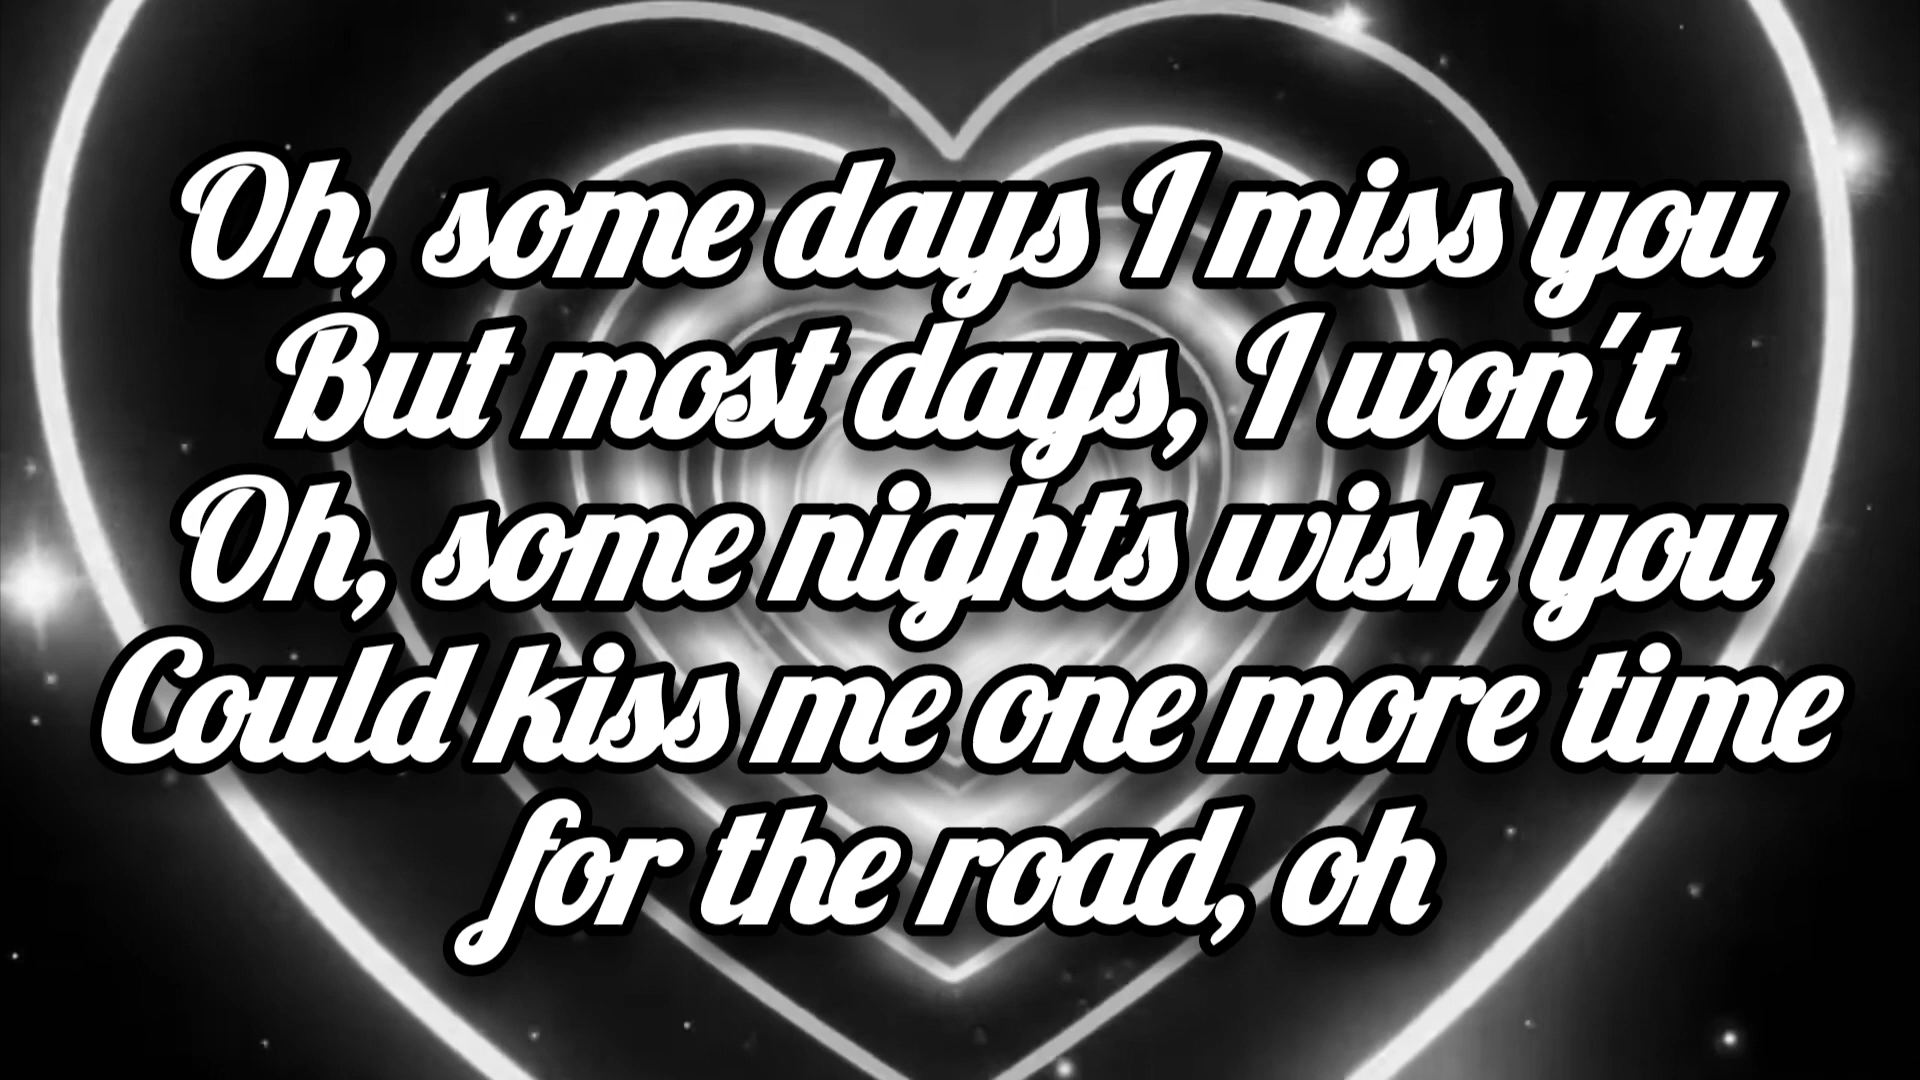 Oh, some days I miss you
But most days, I won't
Oh, some nights wish you
Could kiss me one more time
for the road, oh